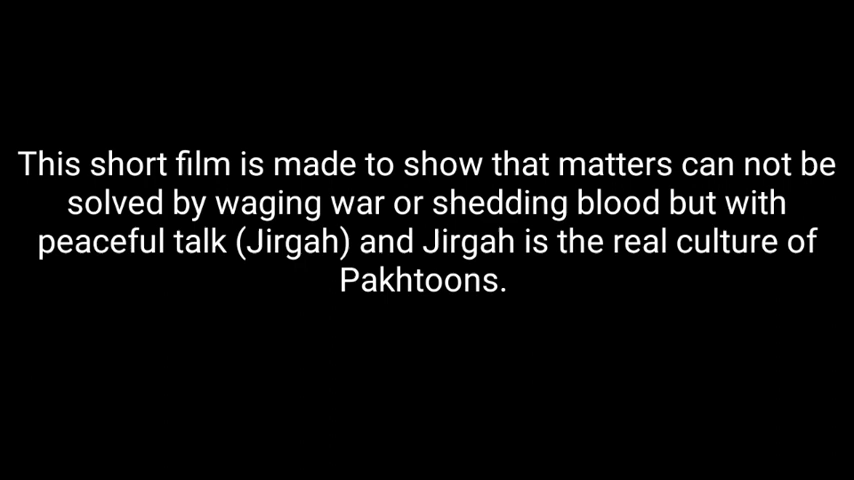 This short film is made to show that matters can not be
solved by waging war or shedding blood but with
peaceful talk (Jirgah) and Jirgah is the real culture of
Pakhtoons.